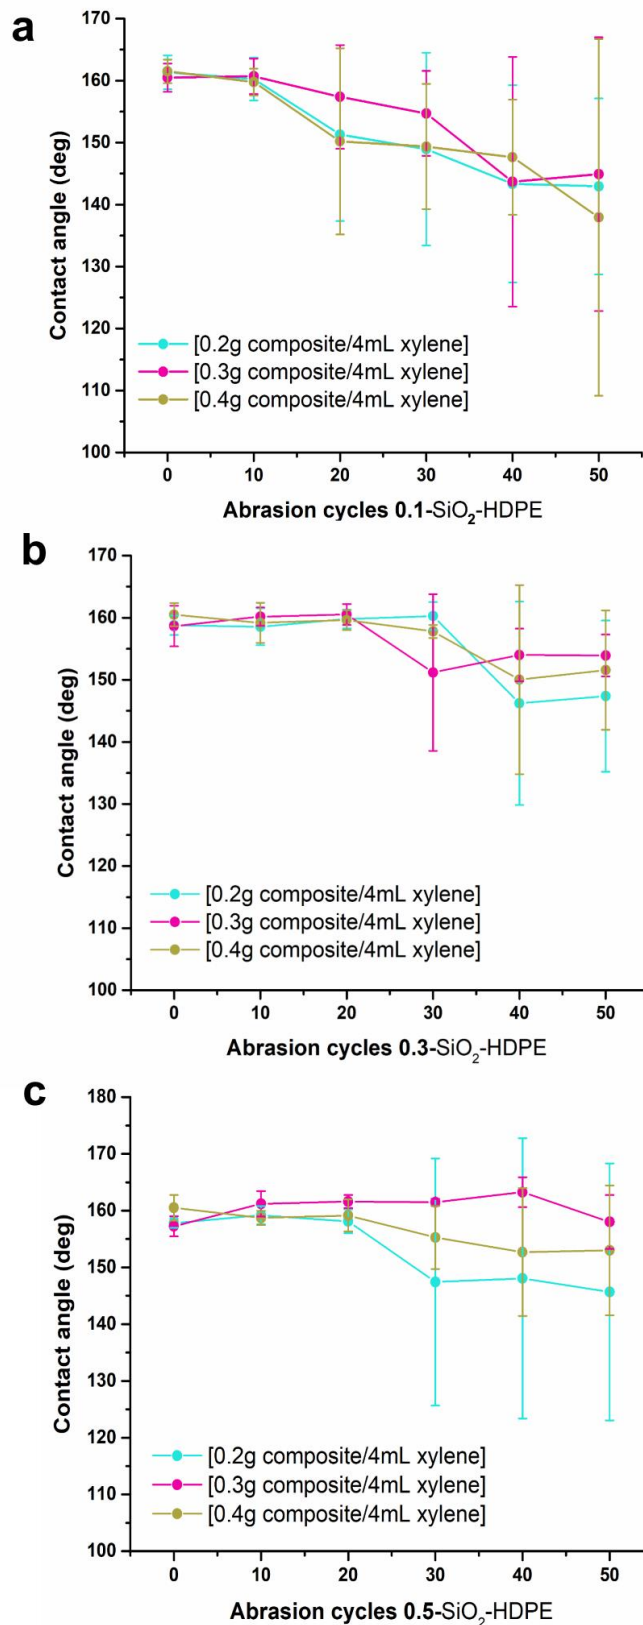 a
170
160
150
140
130
120
110
100
Contact angle (deg)
[0.2g composite/4mL xylene]
[0.3g composite/4mL xylene]
[0.4g composite/4mL xylene]
0 10 20 30 40 50
Abrasion cycles 0.1-SiO₂-HDPE
b
170
160
150
140
130
120
110
100
Contact angle (deg)
[0.2g composite/4mL xylene]
[0.3g composite/4mL xylene]
[0.4g composite/4mL xylene]
0 10 20 30 40 50
Abrasion cycles 0.3-SiO₂-HDPE
c
180
170
160
150
140
130
120
110
100
Contact angle (deg)
[0.2g composite/4mL xylene]
[0.3g composite/4mL xylene]
[0.4g composite/4mL xylene]
0 10 20 30 40 50
Abrasion cycles 0.5-SiO₂-HDPE